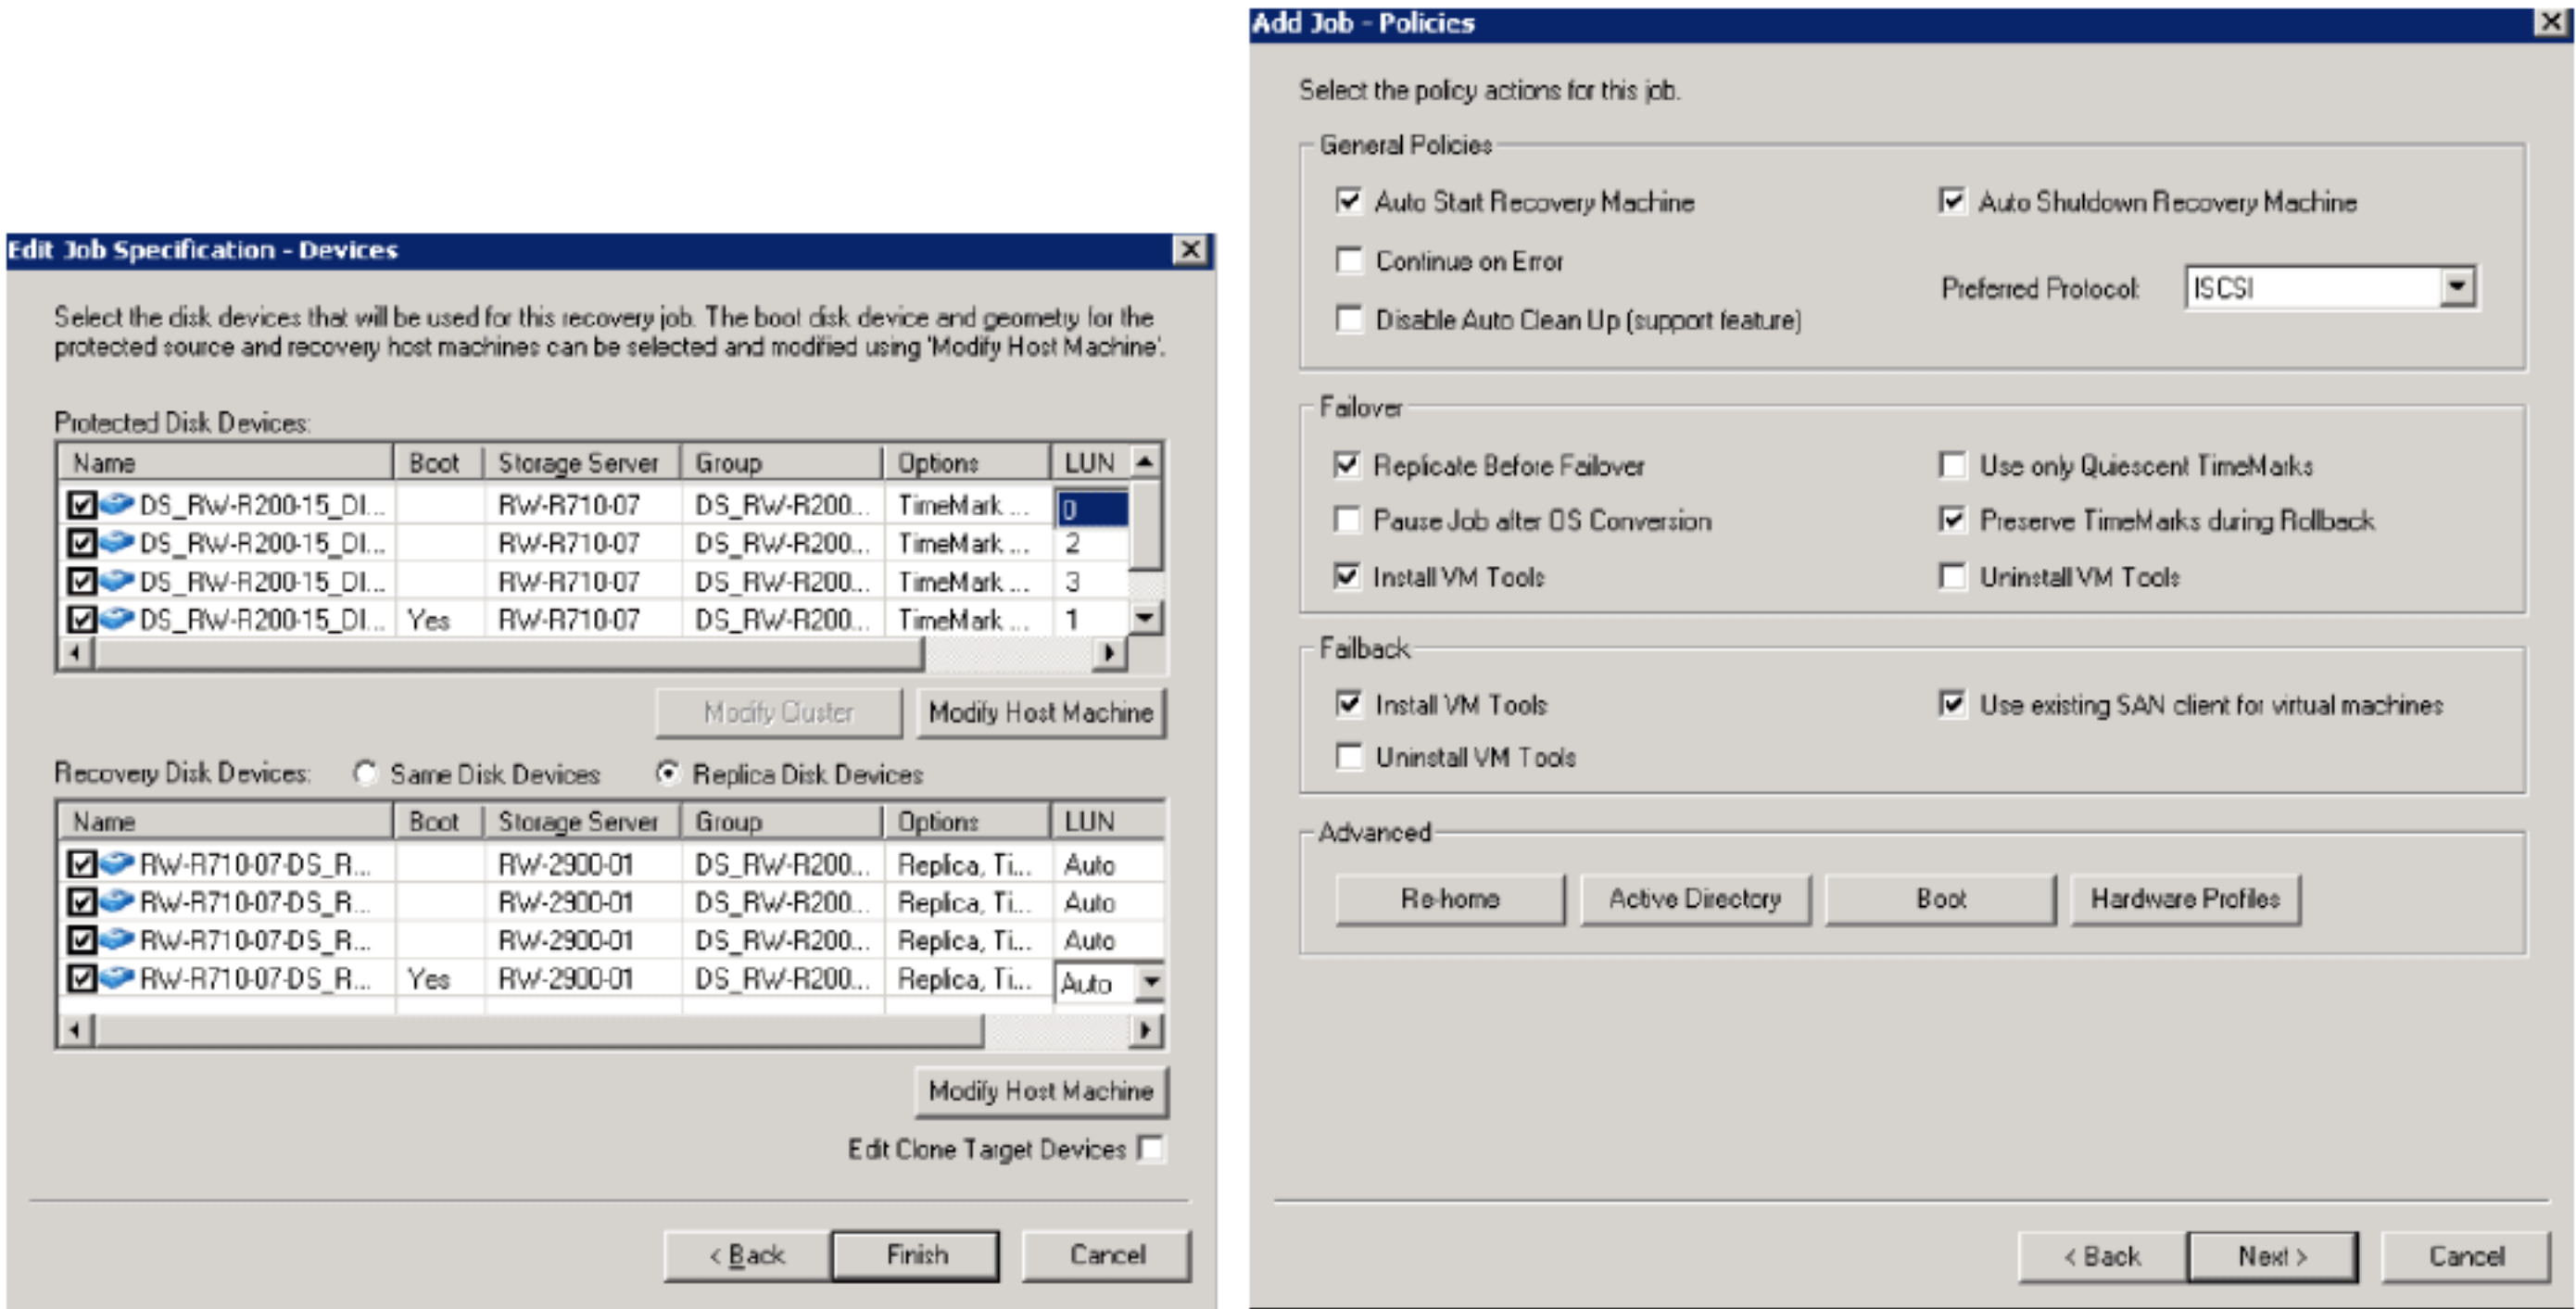 Edit Job Specification - Devices
Select the disk devices that will be used for this recovery job. The boot disk device and geometry for the
protected source and recovery host machines can be selected and modified using 'Modify Host Machine'.
Protected Disk Devices:
Name Boot Storage Server Group Options LUN
DS_RW-R200-15_DI... RW-R710-07 DS_RW-R200... TimeMark ... 0
DS_RW-R200-15_DI... RW-R710-07 DS_RW-R200... TimeMark ... 2
DS_RW-R200-15_DI... RW-R710-07 DS_RW-R200... TimeMark ... 3
DS_RW-R200-15_DI... Yes RW-R710-07 DS_RW-R200... TimeMark ... 1
Modify Cluster Modify Host Machine
Recovery Disk Devices: Same Disk Devices Replica Disk Devices
Name Boot Storage Server Group Options LUN
RW-R710-07-DS_R... RW-2900-01 DS_RW-R200... Replica, Ti... Auto
RW-R710-07-DS_R... RW-2900-01 DS_RW-R200... Replica, Ti... Auto
RW-R710-07-DS_R... RW-2900-01 DS_RW-R200... Replica, Ti... Auto
RW-R710-07-DS_R... Yes RW-2900-01 DS_RW-R200... Replica, Ti... Auto
Modify Host Machine
Edit Clone Target Devices
< Back Finish Cancel
Add Job - Policies
Select the policy actions for this job.
General Policies
Auto Start Recovery Machine Auto Shutdown Recovery Machine
Continue on Error
Preferred Protocol: ISCSI
Disable Auto Clean Up (support feature)
Failover
Replicate Before Failover Use only Quiescent TimeMarks
Pause Job after OS Conversion Preserve TimeMarks during Rollback
Install VM Tools Uninstall VM Tools
Failback
Install VM Tools Use existing SAN client for virtual machines
Uninstall VM Tools
Advanced
Re-home Active Directory Boot Hardware Profiles
< Back Next > Cancel